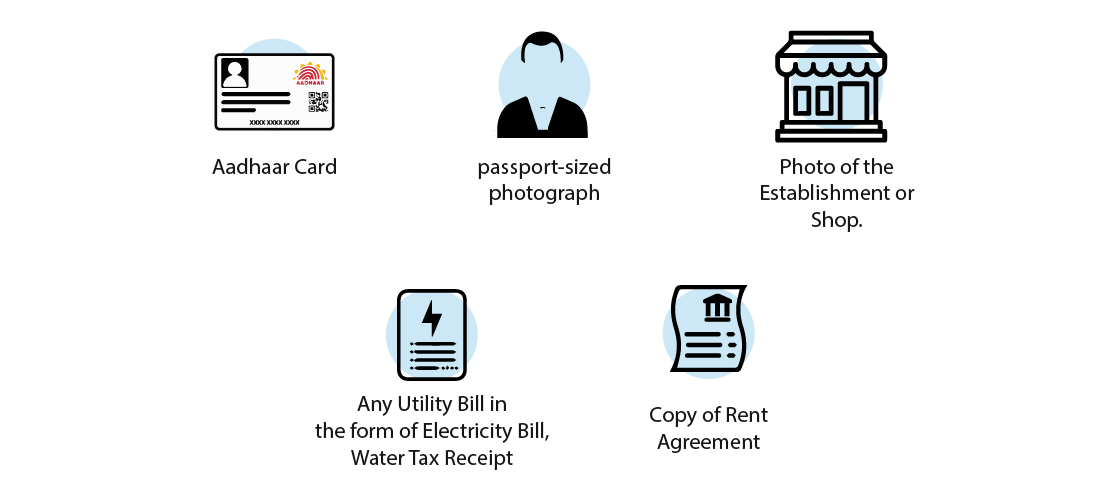 AADHAAR
XXXX XXXX XXXX
Aadhaar Card
passport-sized
photograph
Photo of the
Establishment or
Shop.
Any Utility Bill in
the form of Electricity Bill,
Water Tax Receipt
Copy of Rent
Agreement